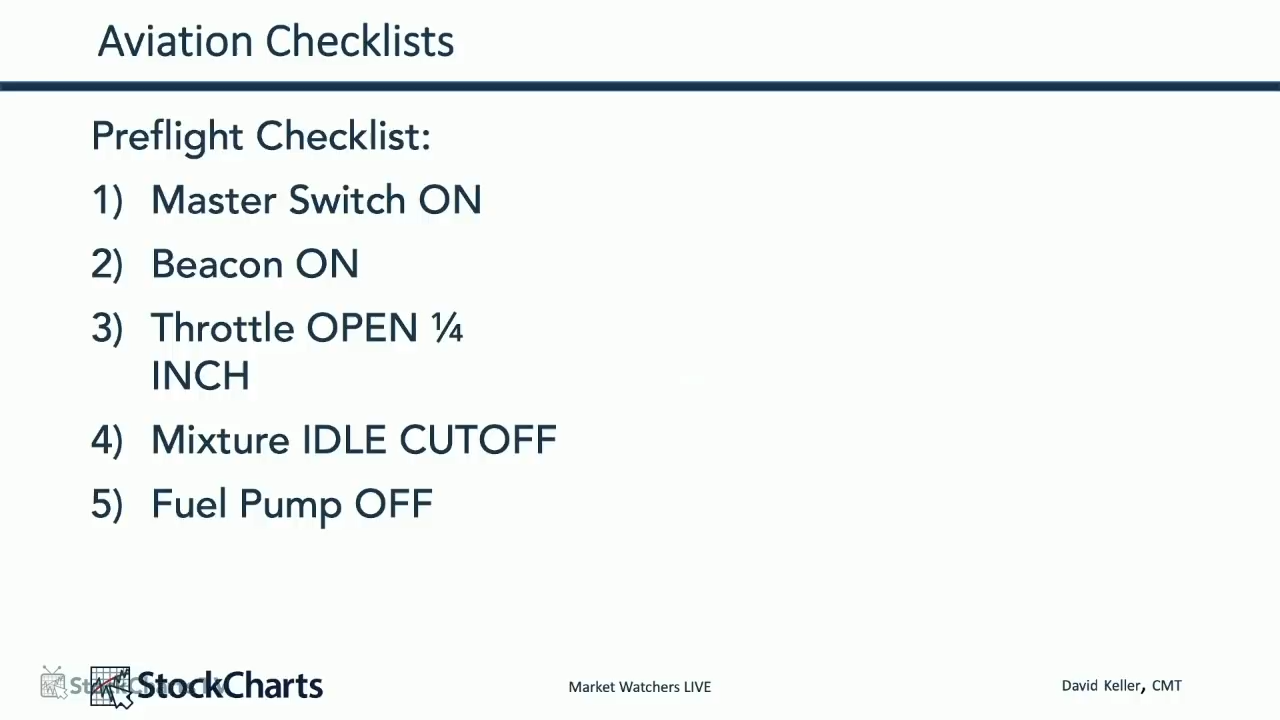 Aviation Checklists
Preflight Checklist:
1) Master Switch ON
2) Beacon ON
3) Throttle OPEN ¼
INCH
4) Mixture IDLE CUTOFF
5) Fuel Pump OFF
StockCharts
Market Watchers LIVE
David Keller, CMT